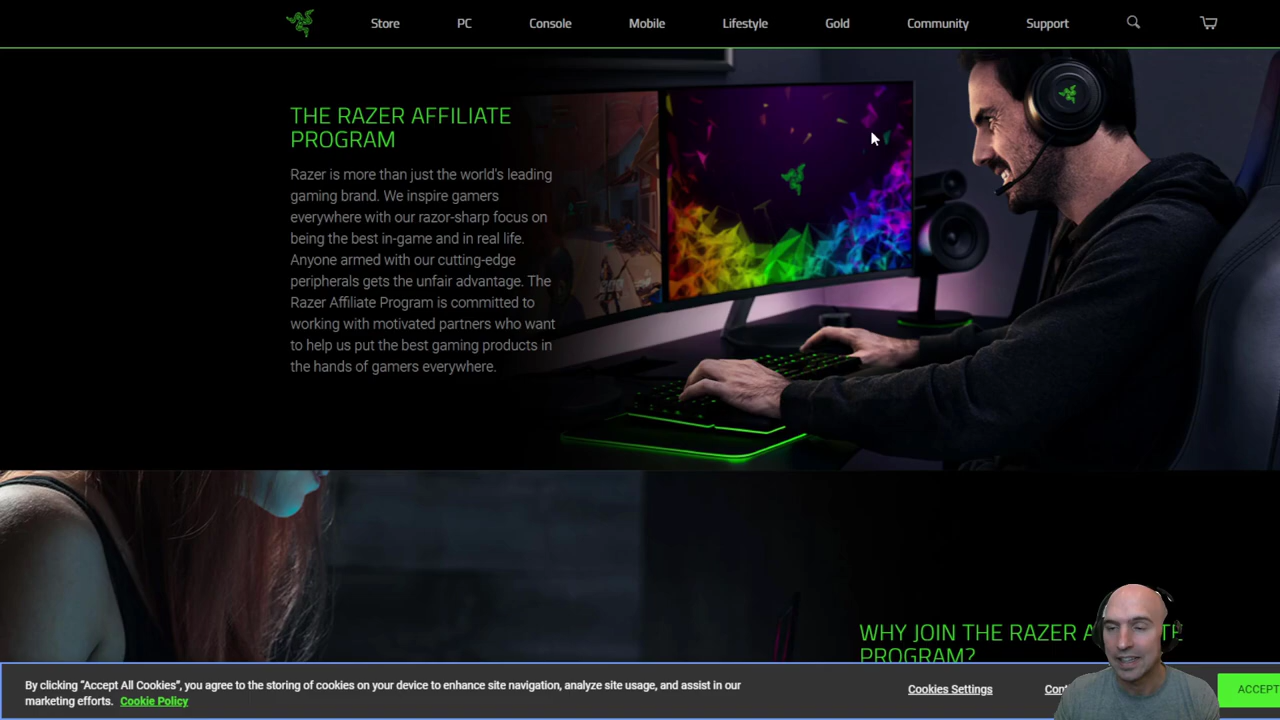 Store PC Console Mobile Lifestyle Gold Community Support
THE RAZER AFFILIATE
PROGRAM
Razer is more than just the world's leading
gaming brand. We inspire gamers
everywhere with our razor-sharp focus on
being the best in-game and in real life.
Anyone armed with our cutting-edge
peripherals gets the unfair advantage. The
Razer Affiliate Program is committed to
working with motivated partners who want
to help us put the best gaming products in
the hands of gamers everywhere.
WHY JOIN THE RAZER
PROGRAM?
By clicking "Accept All Cookies", you agree to the storing of cookies on your device to enhance site navigation, analyze site usage, and assist in our
marketing efforts. Cookie Policy
Cookies Settings
ACCEPT